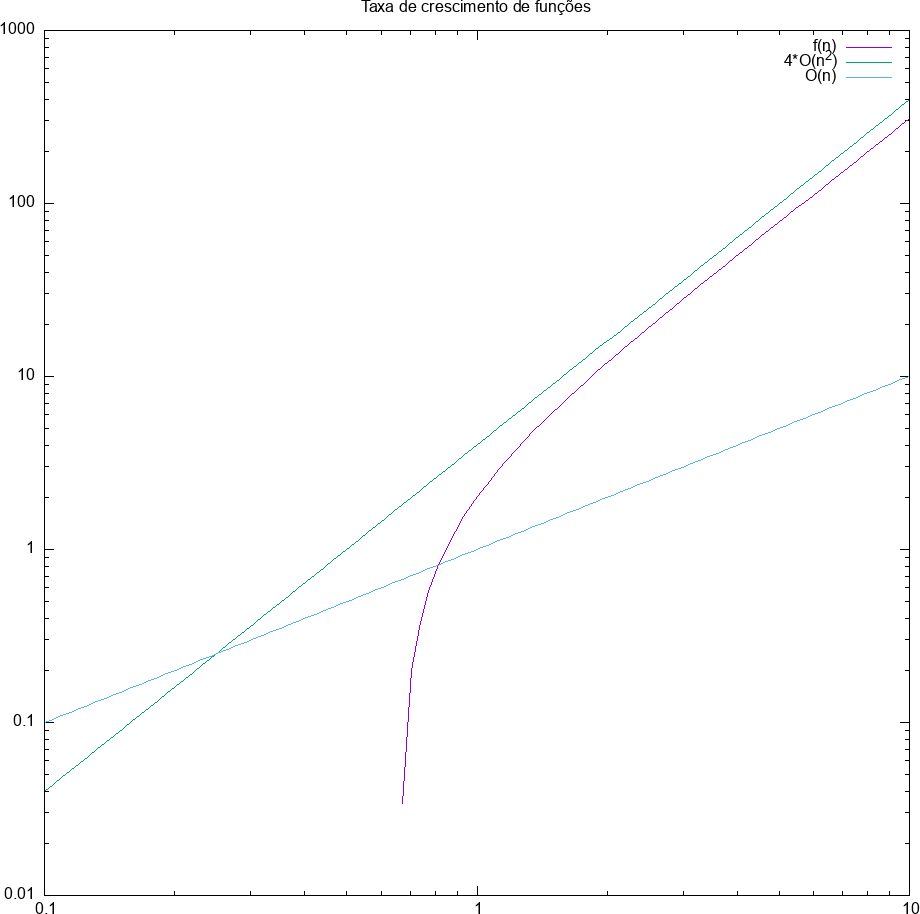 Taxa de crescimento de funções
1000
100
10
1
0.1
0.01
f(n)
4*O(n²)
O(n)
0.1 1 10